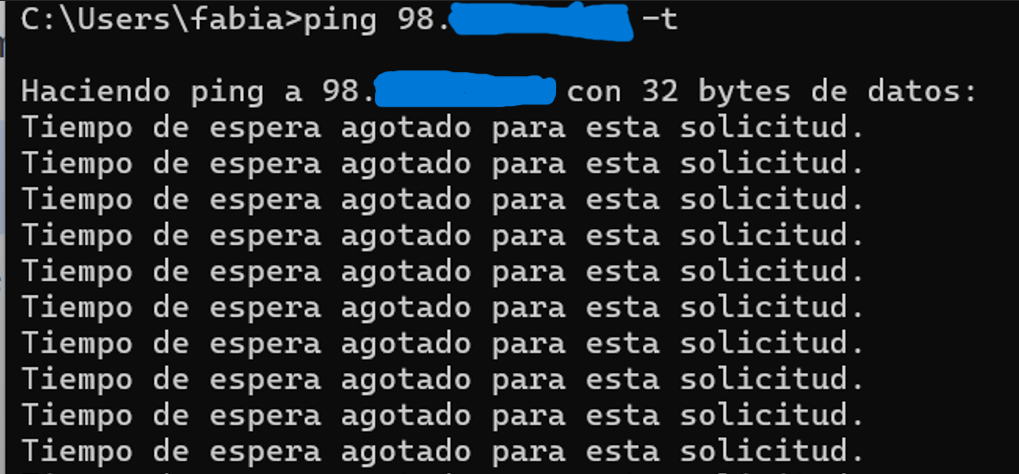 C:\Users\fabia>ping 98. -t
Haciendo ping a 98. con 32 bytes de datos:
Tiempo de espera agotado para esta solicitud.
Tiempo de espera agotado para esta solicitud.
Tiempo de espera agotado para esta solicitud.
Tiempo de espera agotado para esta solicitud.
Tiempo de espera agotado para esta solicitud.
Tiempo de espera agotado para esta solicitud.
Tiempo de espera agotado para esta solicitud.
Tiempo de espera agotado para esta solicitud.
Tiempo de espera agotado para esta solicitud.
Tiempo de espera agotado para esta solicitud.